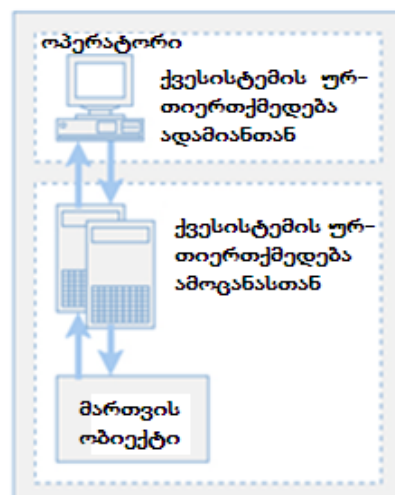 ოპერატორი
ქვესისტემის ურ-
თიერთქმედება
ადამიანთან
ქვესისტემის ურ-
თიერთქმედება
ამოცანასთან
მართვის
ობიექტი